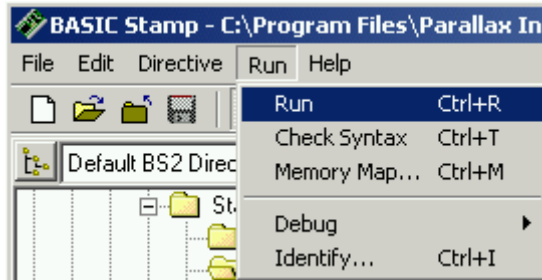 BASIC Stamp - C:\Program Files\Parallax In
File Edit Directive Run Help
Run Ctrl+R
Check Syntax Ctrl+T
Default BS2 Direc
Memory Map... Ctrl+M
St
Debug
Identify... Ctrl+I